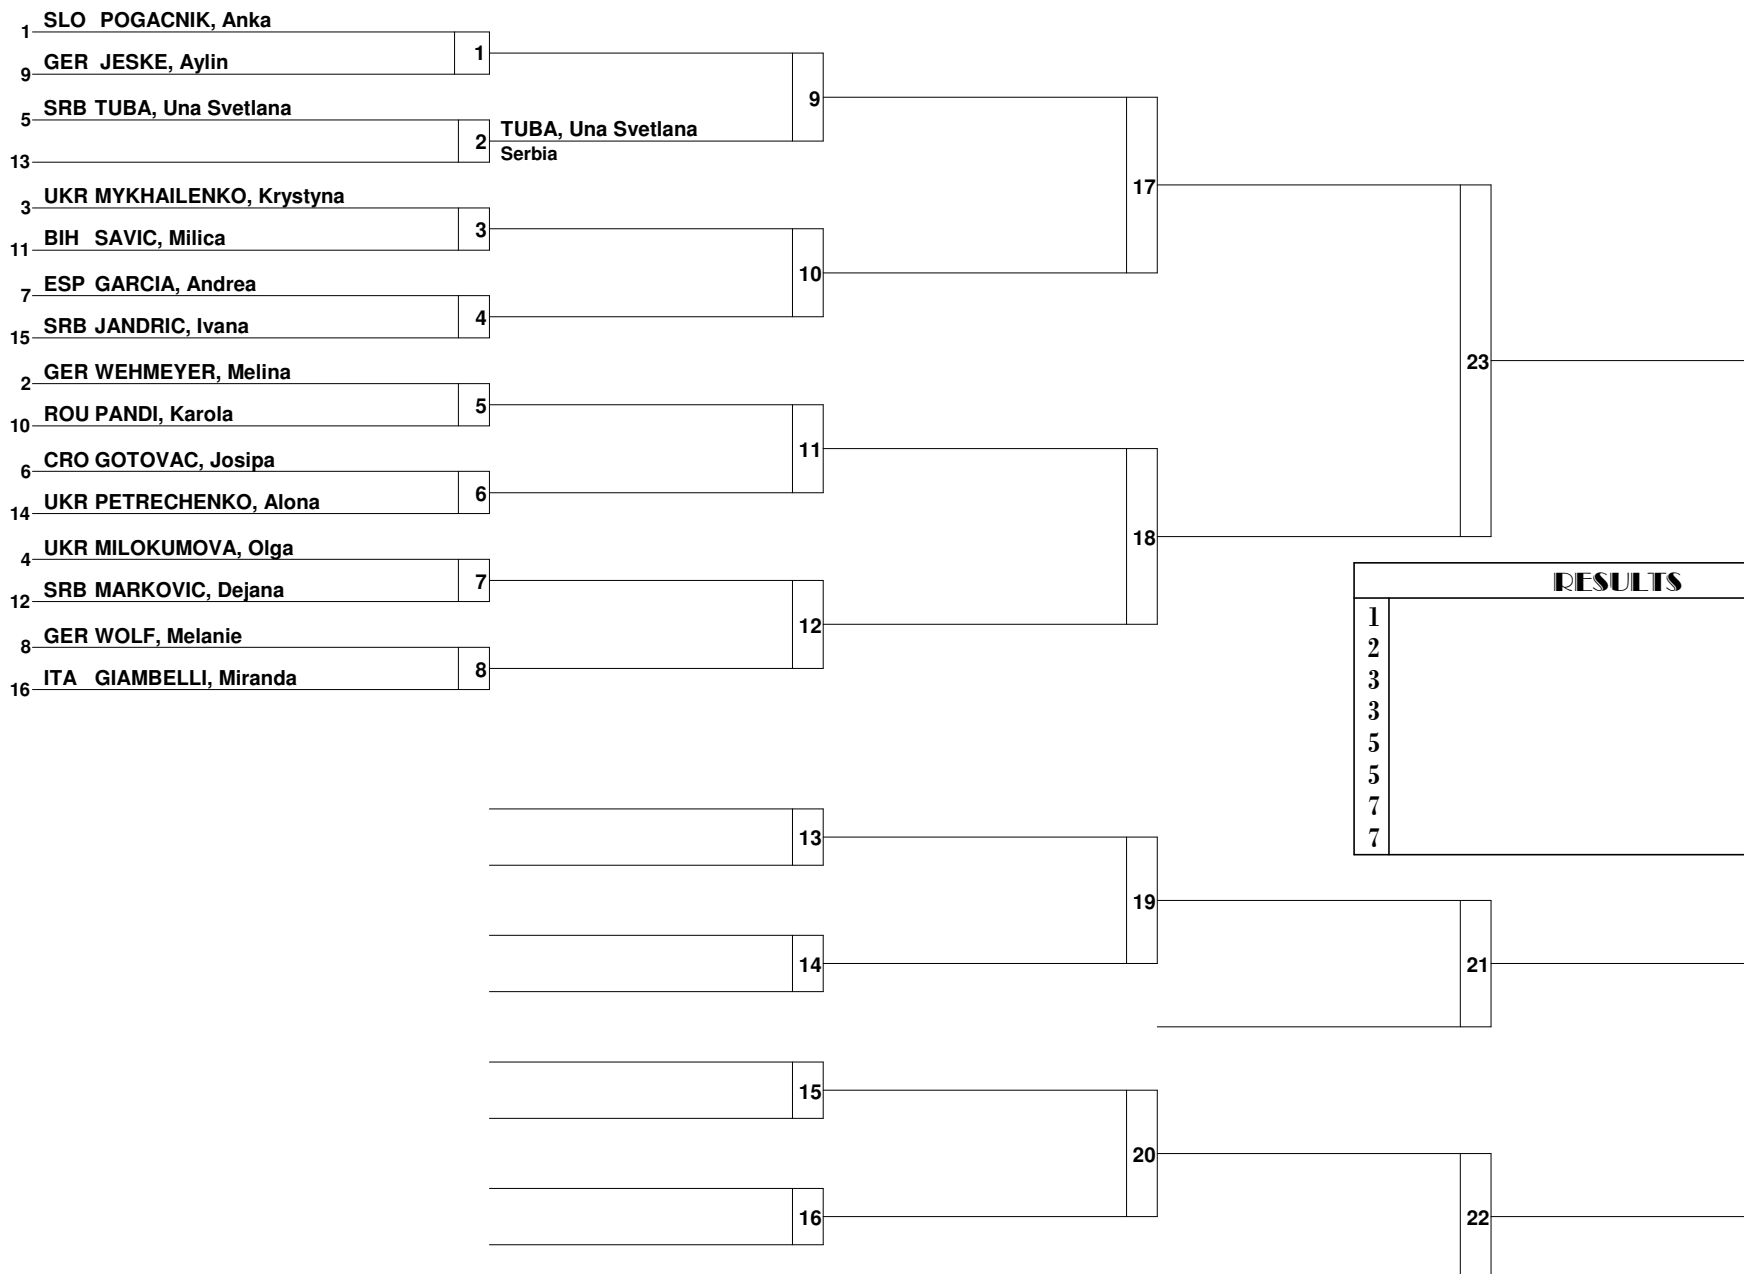 1 SLO POGACNIK, Anka
1
9 GER JESKE, Aylin
9
5 SRB TUBA, Una Svetlana
2 TUBA, Una Svetlana
Serbia
13
17
3 UKR MYKHAILENKO, Krystyna
3
11 BIH SAVIC, Milica
10
7 ESP GARCIA, Andrea
4
15 SRB JANDRIC, Ivana
23
2 GER WEHMEYER, Melina
5
10 ROU PANDI, Karola
11
6 CRO GOTOVAC, Josipa
6
14 UKR PETRECHENKO, Alona
18
4 UKR MILOKUMOVA, Olga
7
12 SRB MARKOVIC, Dejana
12
8 GER WOLF, Melanie
8
16 ITA GIAMBELLI, Miranda
RESULTS
1
2
3
3
5
5
7
7
13
19
14
21
15
20
16
22